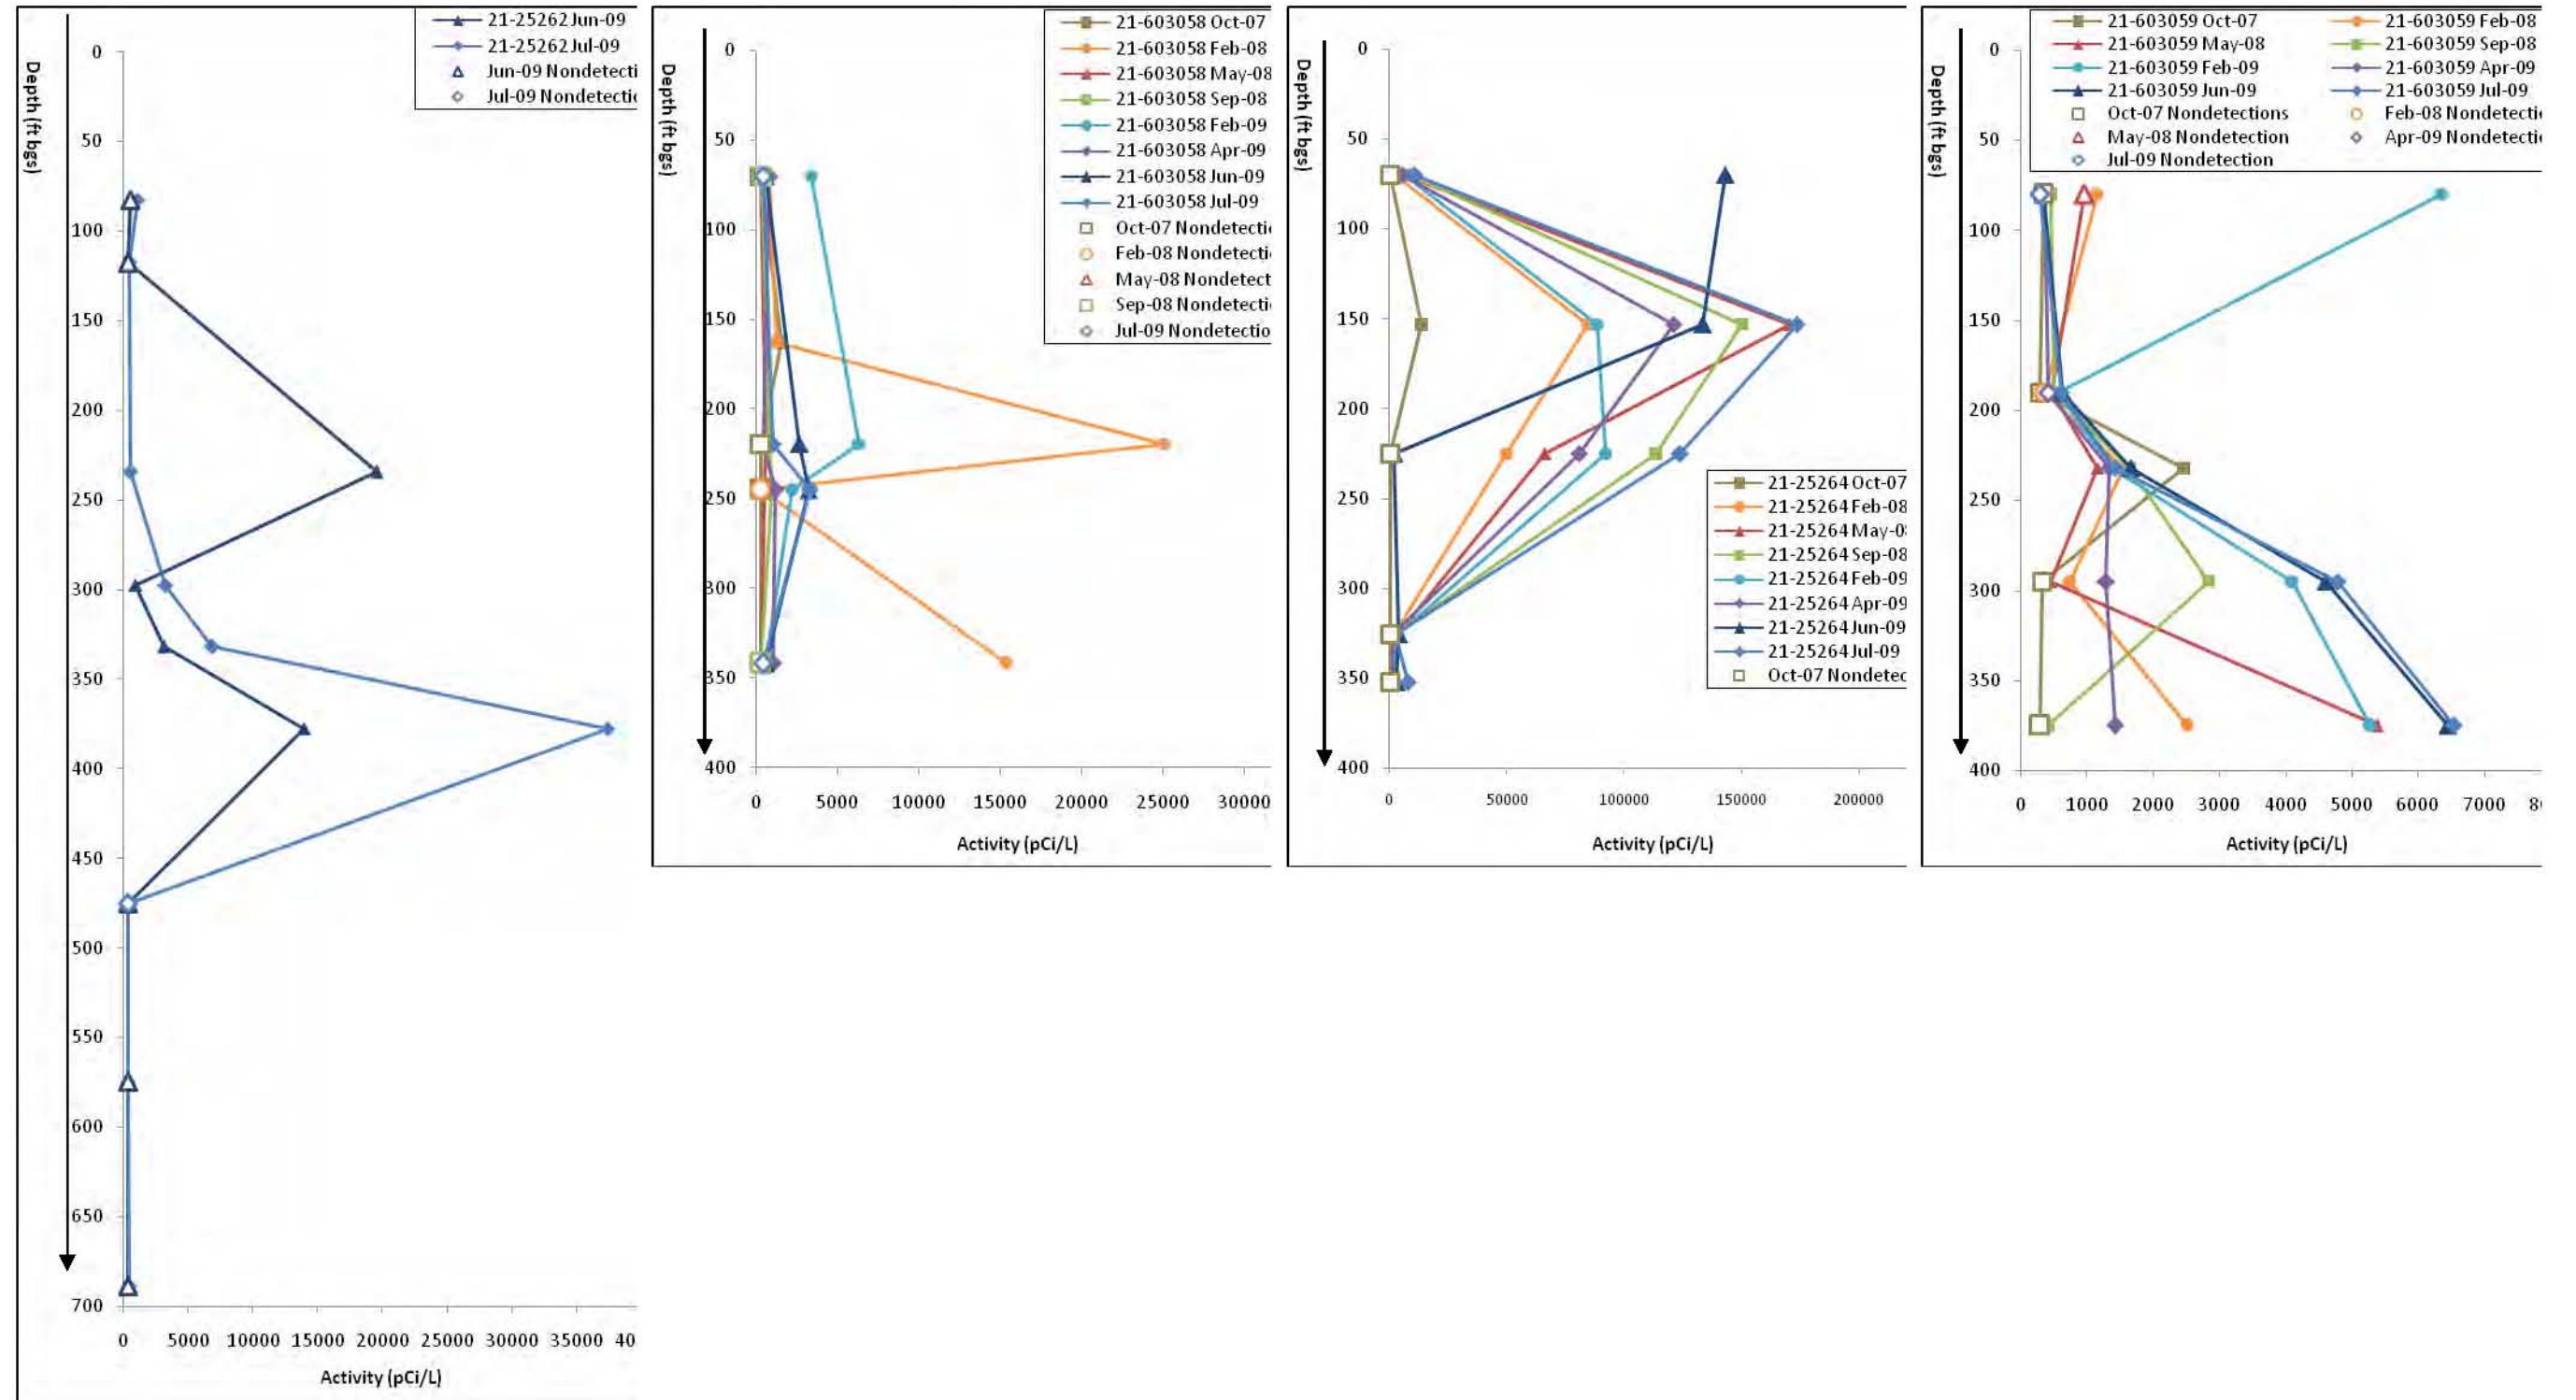 21-25262 Jun-09
21-25262 Jul-09
Jun-09 Nondetecti
Jul-09 Nondetectic
Depth (ft bgs)
0
50
100
150
200
250
300
350
400
450
500
550
600
650
700
0 5000 10000 15000 20000 25000 30000 35000 40
Activity (pCi/L)
21-603058 Oct-07
21-603058 Feb-08
21-603058 May-08
21-603058 Sep-08
21-603058 Feb-09
21-603058 Apr-09
21-603058 Jun-09
21-603058 Jul-09
Oct-07 Nondetecti
Feb-08 Nondetecti
May-08 Nondetect
Sep-08 Nondetecti
Jul-09 Nondetectio
Depth (ft bgs)
0
50
100
150
200
250
300
350
400
0 5000 10000 15000 20000 25000 30000
Activity (pCi/L)
Depth (ft bgs)
0
50
100
150
200
250
300
350
400
21-25264 Oct-07
21-25264 Feb-08
21-25264 May-08
21-25264 Sep-08
21-25264 Feb-09
21-25264 Apr-09
21-25264 Jun-09
21-25264 Jul-09
Oct-07 Nondetec
0 50000 100000 150000 200000
Activity (pCi/L)
21-603059 Oct-07 21-603059 Feb-08
21-603059 May-08 21-603059 Sep-08
21-603059 Feb-09 21-603059 Apr-09
21-603059 Jun-09 21-603059 Jul-09
Oct-07 Nondetections Feb-08 Nondetecti
May-08 Nondetection Apr-09 Nondetecti
Jul-09 Nondetection
Depth (ft bgs)
0
50
100
150
200
250
300
350
400
0 1000 2000 3000 4000 5000 6000 7000 8
Activity (pCi/L)